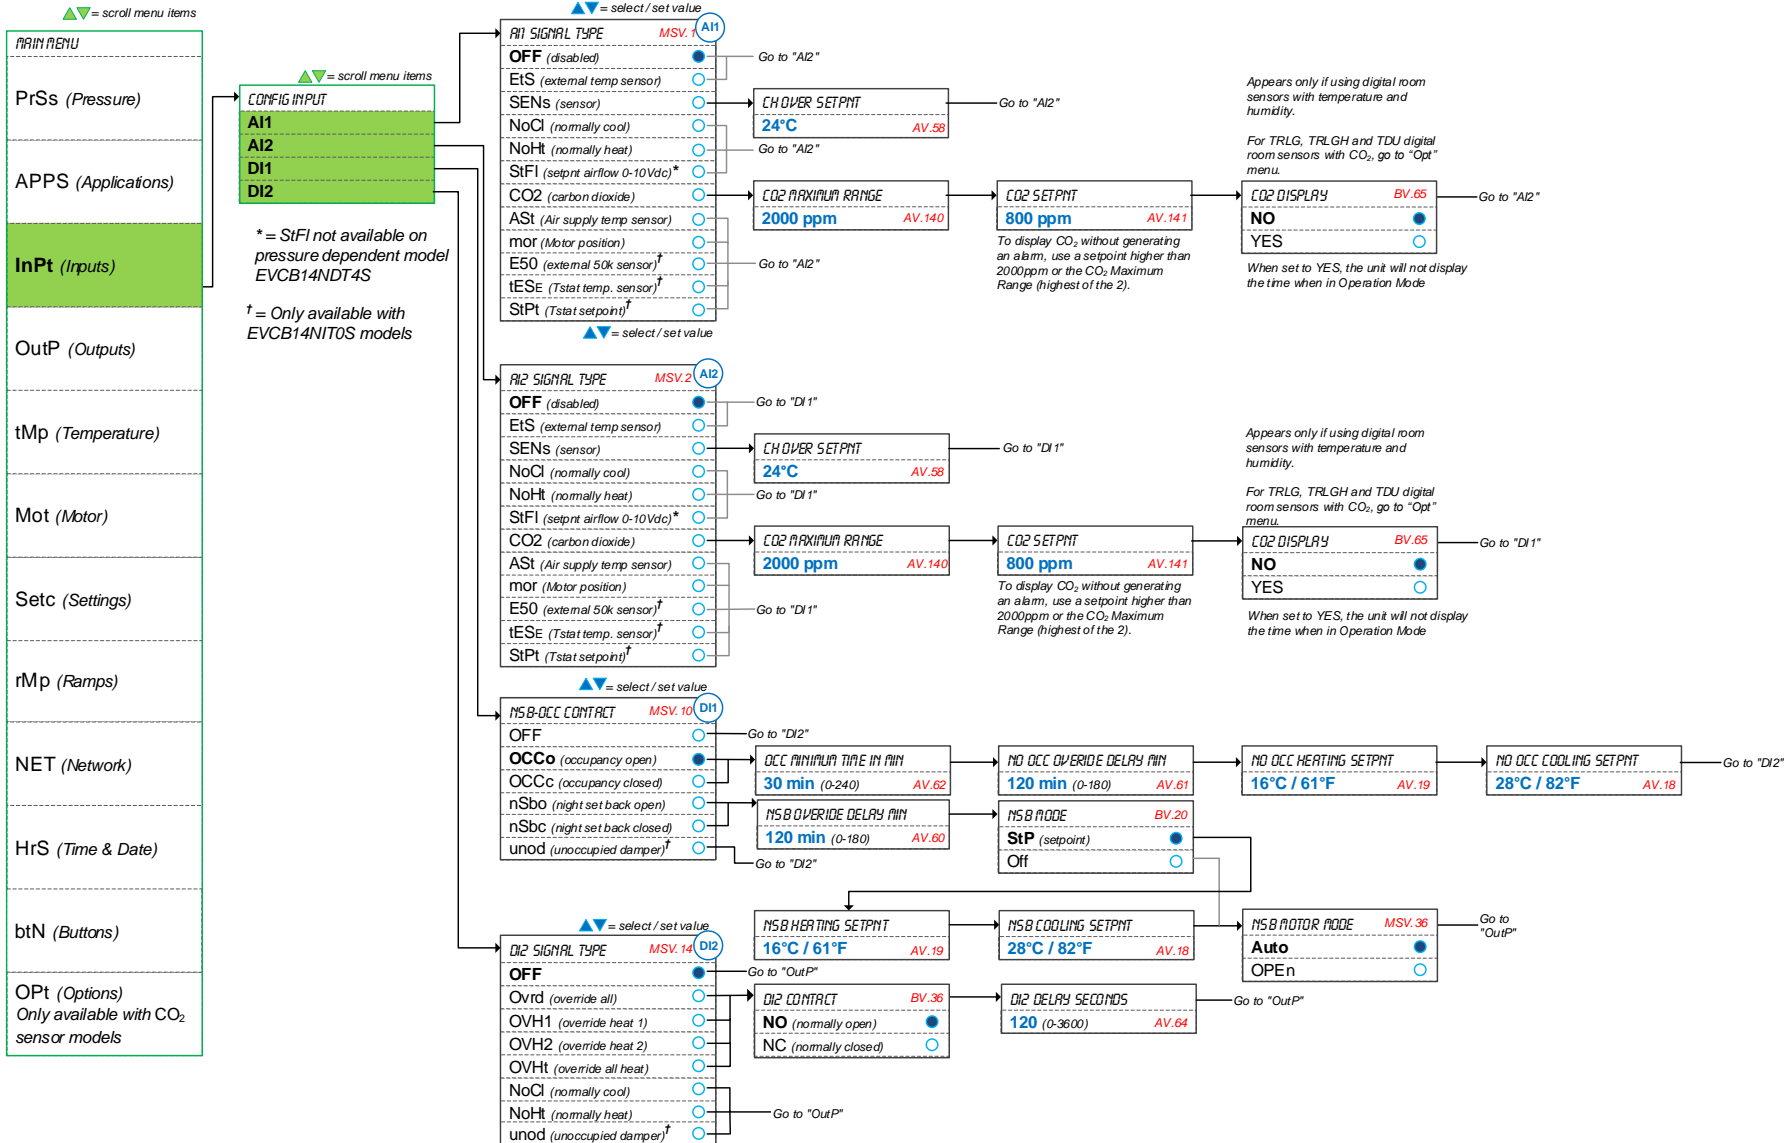 = scroll menu items
MAIN MENU
PrSs (Pressure)
APPS (Applications)
InPt (Inputs)
OutP (Outputs)
tMp (Temperature)
Mot (Motor)
Setc (Settings)
rMp (Ramps)
NET (Network)
HrS (Time & Date)
btN (Buttons)
OPt (Options)
Only available with CO₂
sensor models
= scroll menu items
CONFIG INPUT
AI1
AI2
DI1
DI2
* = StFl not available on
pressure dependent model
EVCB14NDT4S
† = Only available with
EVCB14NIT0S models
= select / set value
AI1 SIGNAL TYPE MSV.1 AI1
OFF (disabled)
EtS (external temp sensor)
SENs (sensor)
NoCl (normally cool)
NoHt (normally heat)
StFl (setpnt airflow 0-10Vdc)*
CO2 (carbon dioxide)
ASt (Air supply temp sensor)
mor (Motor position)
E50 (external 50k sensor)†
tESE (Tstat temp. sensor)†
StPt (Tstat setpoint)†
Go to "AI2"
CH OVER SETPNT
24°C AV.58
Go to "AI2"
Go to "AI2"
CO2 MAXIMUM RANGE
2000 ppm AV.140
CO2 SETPNT
800 ppm AV.141
To display CO₂ without generating
an alarm, use a setpoint higher than
2000ppm or the CO₂ Maximum
Range (highest of the 2).
Appears only if using digital room
sensors with temperature and
humidity.
For TRLG, TRLGH and TDU digital
room sensors with CO₂, go to “Opt”
menu.
CO2 DISPLAY BV.65
NO
YES
Go to "AI2"
When set to YES, the unit will not display
the time when in Operation Mode
Go to "AI2"
= select / set value
AI2 SIGNAL TYPE MSV.2 AI2
OFF (disabled)
EtS (external temp sensor)
SENs (sensor)
NoCl (normally cool)
NoHt (normally heat)
StFl (setpnt airflow 0-10Vdc)*
CO2 (carbon dioxide)
ASt (Air supply temp sensor)
mor (Motor position)
E50 (external 50k sensor)†
tESE (Tstat temp. sensor)†
StPt (Tstat setpoint)†
Go to "DI1"
CH OVER SETPNT
24°C AV.58
Go to "DI1"
Go to "DI1"
CO2 MAXIMUM RANGE
2000 ppm AV.140
CO2 SETPNT
800 ppm AV.141
To display CO₂ without generating
an alarm, use a setpoint higher than
2000ppm or the CO₂ Maximum
Range (highest of the 2).
Appears only if using digital room
sensors with temperature and
humidity.
For TRLG, TRLGH and TDU digital
room sensors with CO₂, go to “Opt”
menu.
CO2 DISPLAY BV.65
NO
YES
Go to "DI1"
When set to YES, the unit will not display
the time when in Operation Mode
Go to "DI1"
= select / set value
NSB-OCC CONTACT MSV.10 DI1
OFF
OCCo (occupancy open)
OCCc (occupancy closed)
nSbo (night set back open)
nSbc (night set back closed)
unod (unoccupied damper)†
Go to "DI2"
OCC MINIMUM TIME IN MIN
30 min (0-240) AV.62
NO OCC OVERIDE DELAY MIN
120 min (0-180) AV.61
NO OCC HEATING SETPNT
16°C / 61°F AV.19
NO OCC COOLING SETPNT
28°C / 82°F AV.18
Go to "DI2"
NSB OVERIDE DELAY MIN
120 min (0-180) AV.60
NSB MODE BV.20
StP (setpoint)
Off
Go to "DI2"
NSB HEATING SETPNT
16°C / 61°F AV.19
NSB COOLING SETPNT
28°C / 82°F AV.18
NSB MOTOR MODE MSV.36
Auto
OPEn
Go to
"OutP"
= select / set value
DI2 SIGNAL TYPE MSV.14 DI2
OFF
Ovrd (override all)
OVH1 (override heat 1)
OVH2 (override heat 2)
OVHt (override all heat)
NoCl (normally cool)
NoHt (normally heat)
unod (unoccupied damper)†
Go to "OutP"
DI2 CONTACT BV.36
NO (normally open)
NC (normally closed)
DI2 DELAY SECONDS
120 (0-3600) AV.64
Go to "OutP"
Go to "OutP"